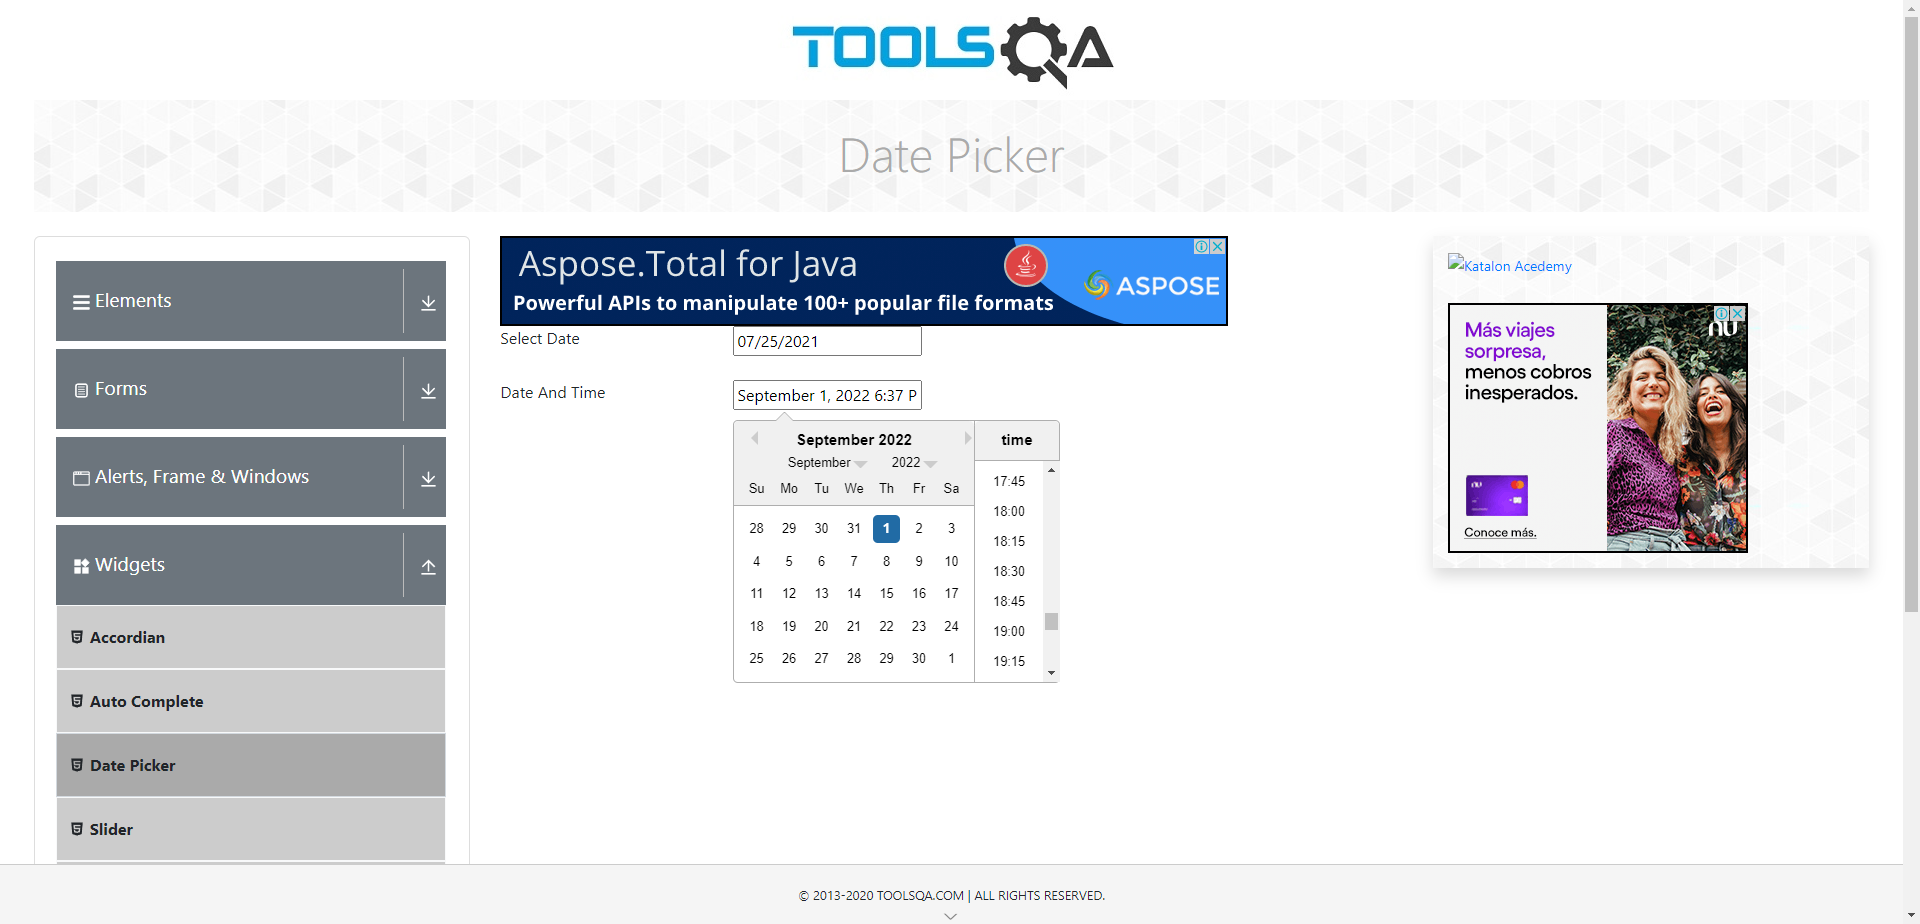 TOOLSQA
Date Picker
Elements
Forms
Alerts, Frame & Windows
Widgets
Accordian
Auto Complete
Date Picker
Slider
Aspose.Total for Java
Powerful APIs to manipulate 100+ popular file formats
ASPOSE
Select Date
07/25/2021
Date And Time
September 1, 2022 6:37 P
September 2022
September 2022
Su Mo Tu We Th Fr Sa
28 29 30 31 1 2 3
4 5 6 7 8 9 10
11 12 13 14 15 16 17
18 19 20 21 22 23 24
25 26 27 28 29 30 1
time
17:45
18:00
18:15
18:30
18:45
19:00
19:15
Katalon Acedemy
Más viajes
sorpresa,
menos cobros
inesperados.
nu
nu
Conoce más.
© 2013-2020 TOOLSQA.COM | ALL RIGHTS RESERVED.